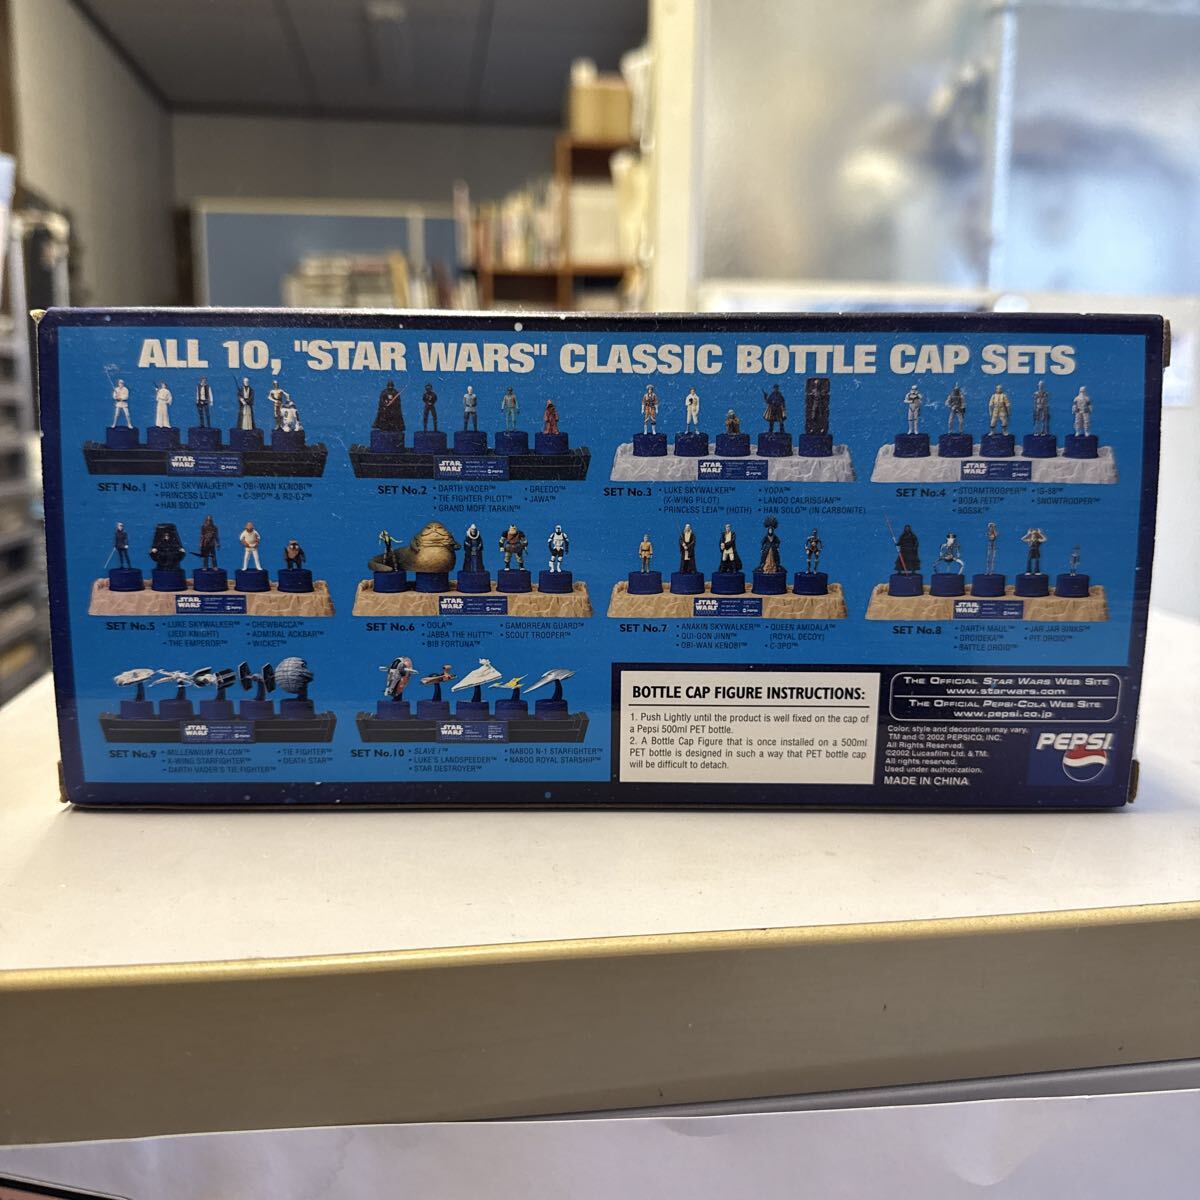 ALL 10, "STAR WARS" CLASSIC BOTTLE CAP SETS
SET No.1
• LUKE SKYWALKER™
• PRINCESS LEIA™
• HAN SOLO™
• OBI-WAN KENOBI™
• C-3PO™ & R2-D2™
SET No.2
• DARTH VADER™
• TIE FIGHTER PILOT™
• GRAND MOFF TARKIN™
• GREEDO™
• JAWA™
SET No.3
• LUKE SKYWALKER™
(X-WING PILOT)
• PRINCESS LEIA™ (HOTH)
• YODA™
• LANDO CALRISSIAN™
• HAN SOLO™ (IN CARBONITE)
SET No.4
• STORMTROOPER™
• BOBA FETT™
• BOSSK™
• IG-88™
• SNOWTROOPER™
SET No.5
• LUKE SKYWALKER™
(JEDI KNIGHT)
• THE EMPEROR™
• CHEWBACCA™
• ADMIRAL ACKBAR™
• WICKET™
SET No.6
• OOLA™
• JABBA THE HUTT™
• BIB FORTUNA™
• GAMORREAN GUARD™
• SCOUT TROOPER™
SET No.7
• ANAKIN SKYWALKER™
• QUI-GON JINN™
• OBI-WAN KENOBI™
• QUEEN AMIDALA™
(ROYAL DECOY)
• C-3PO™
SET No.8
• DARTH MAUL™
• DROIDEKA™
• BATTLE DROID™
• JAR JAR BINKS™
• PIT DROID™
SET No.9
• MILLENNIUM FALCON™
• X-WING STARFIGHTER™
• DARTH VADER'S TIE FIGHTER™
• TIE FIGHTER™
• DEATH STAR™
SET No.10
• SLAVE I™
• LUKE'S LANDSPEEDER™
• STAR DESTROYER™
• NABOO N-1 STARFIGHTER™
• NABOO ROYAL STARSHIP™
BOTTLE CAP FIGURE INSTRUCTIONS:
1. Push Lightly until the product is well fixed on the cap of
a Pepsi 500ml PET bottle.
2. A Bottle Cap Figure that is once installed on a 500ml
PET bottle is designed in such a way that PET bottle cap
will be difficult to detach.
The Official Star Wars Web Site
www.starwars.com
The Official Pepsi-Cola Web Site
www.pepsi.co.jp
Color, style and decoration may vary.
TM and © 2002 PEPSICO, INC.
All Rights Reserved.
©2002 Lucasfilm Ltd. & TM.
All rights reserved.
Used under authorization.
MADE IN CHINA
PEPSI